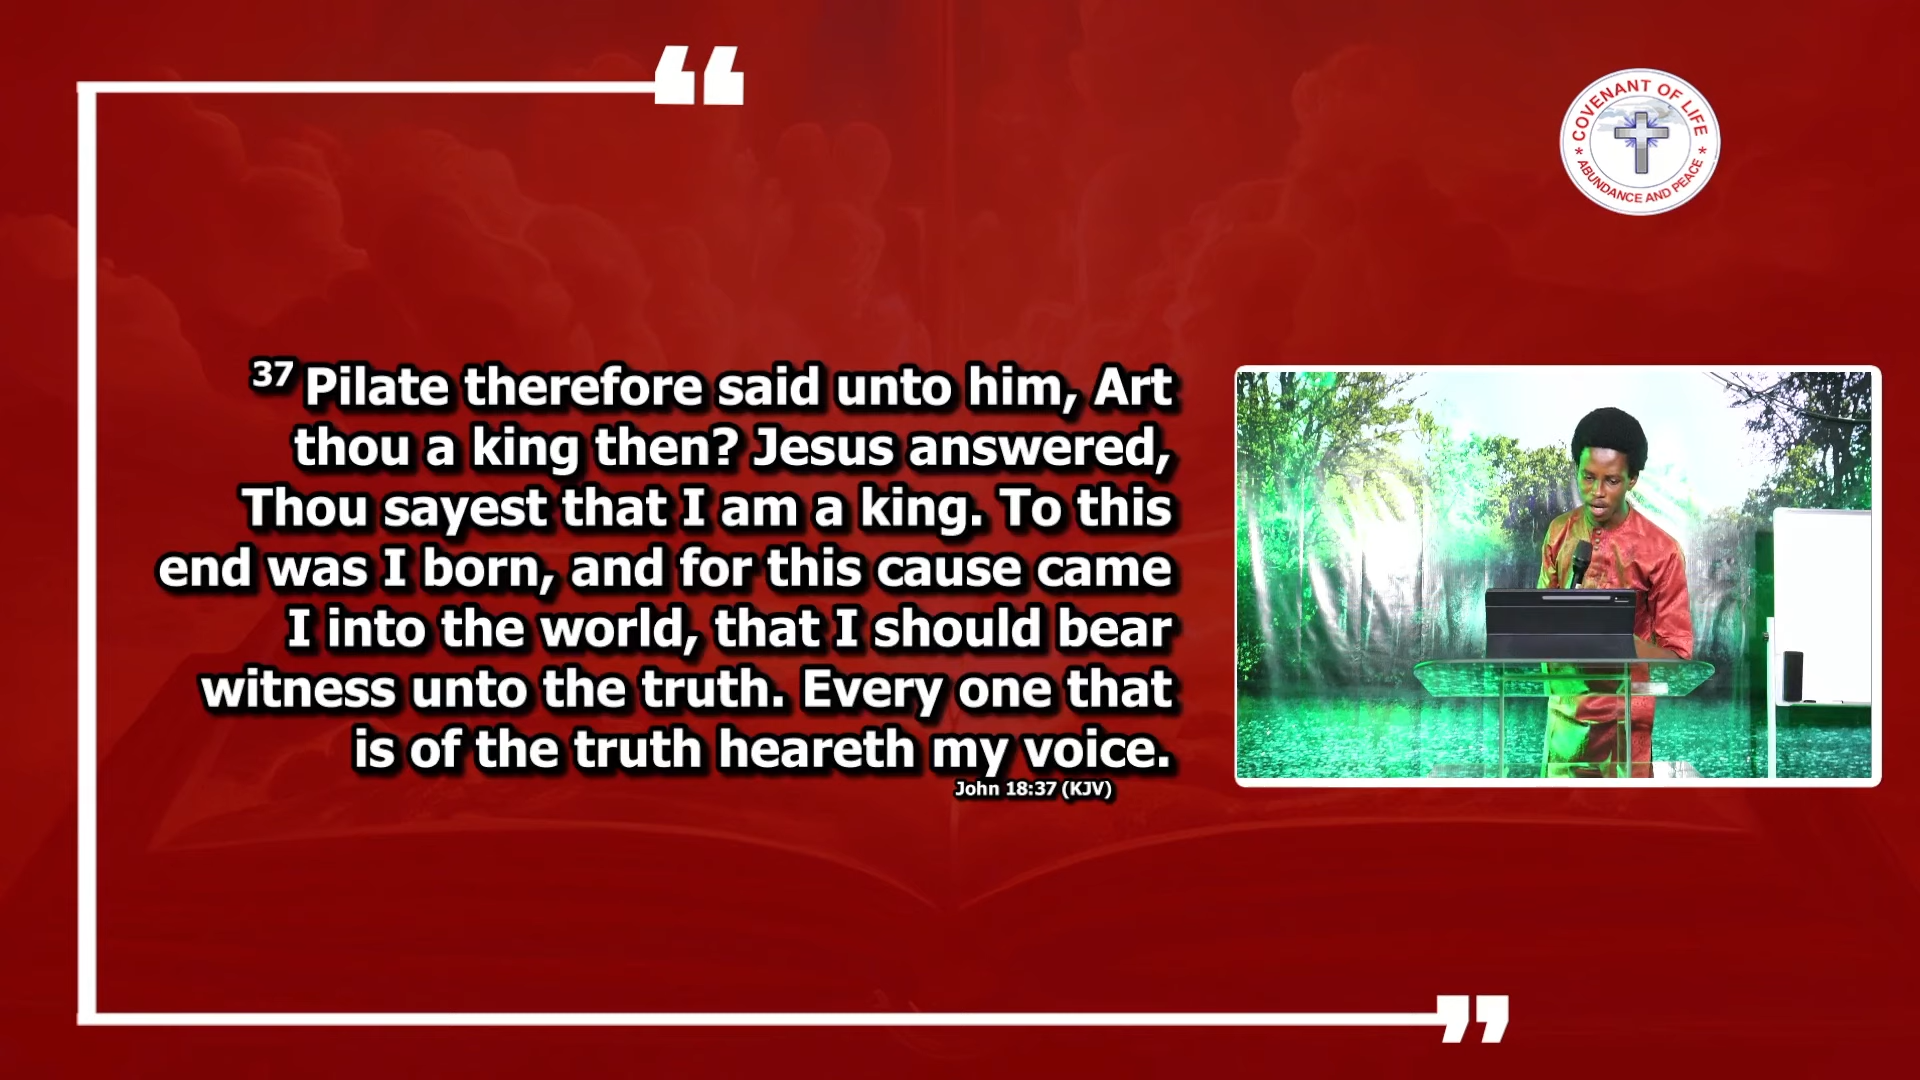 ❝
COVENANT OF LIFE
* ABUNDANCE AND PEACE *
37 Pilate therefore said unto him, Art
thou a king then? Jesus answered,
Thou sayest that I am a king. To this
end was I born, and for this cause came
I into the world, that I should bear
witness unto the truth. Every one that
is of the truth heareth my voice.
John 18:37 (KJV)
❞